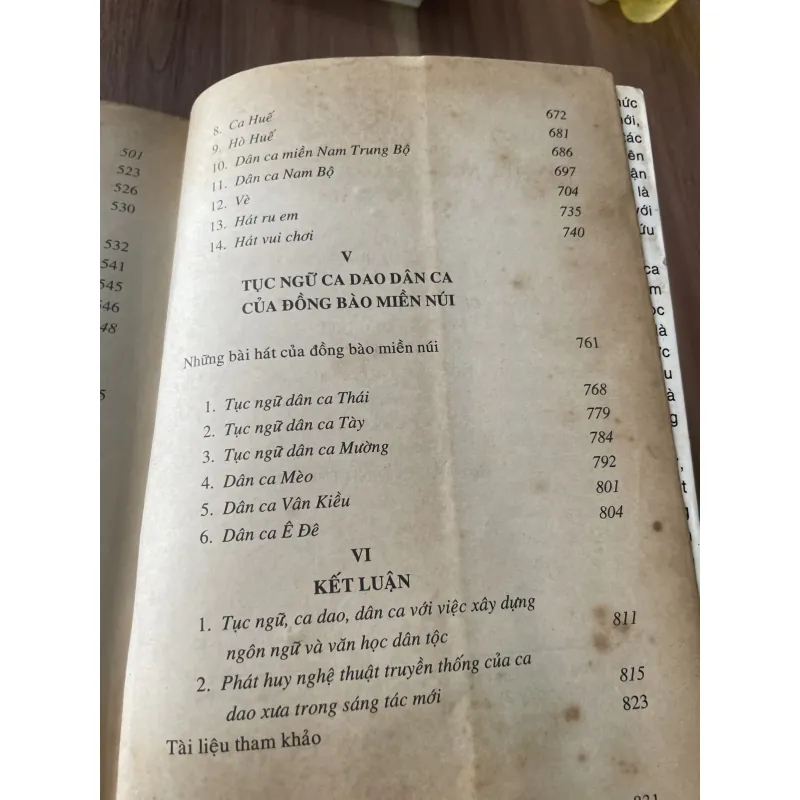 501
523
526
530
532
541
545
546
548
5
8. Ca Huế 672
9. Hò Huế 681
10. Dân ca miền Nam Trung Bộ 686
11. Dân ca Nam Bộ 697
12. Vè 704
13. Hát ru em 735
14. Hát vui chơi 740
V
TỤC NGỮ CA DAO DÂN CA
CỦA ĐỒNG BÀO MIỀN NÚI
Những bài hát của đồng bào miền núi 761
1. Tục ngữ dân ca Thái 768
2. Tục ngữ dân ca Tày 779
3. Tục ngữ dân ca Mường 784
4. Dân ca Mèo 792
5. Dân ca Vân Kiều 801
6. Dân ca Ê Đê 804
VI
KẾT LUẬN
1. Tục ngữ, ca dao, dân ca với việc xây dựng
ngôn ngữ và văn học dân tộc 811
2. Phát huy nghệ thuật truyền thống của ca
dao xưa trong sáng tác mới 815
Tài liệu tham khảo 823